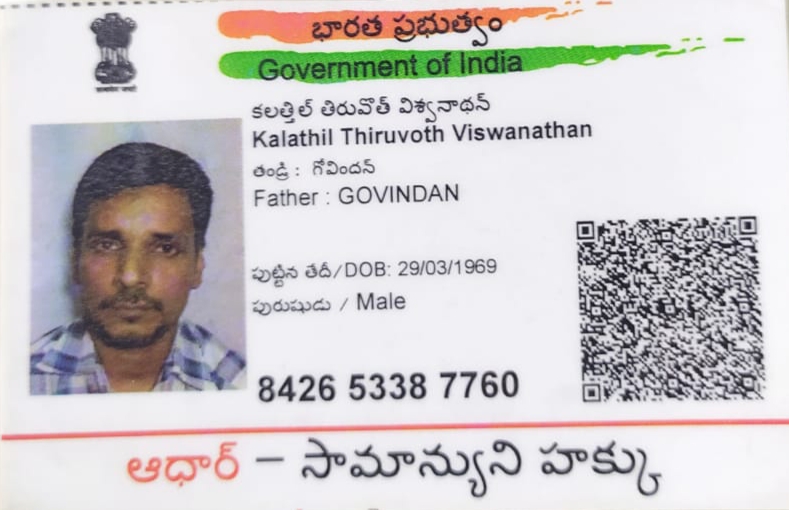 భారత ప్రభుత్వం
Government of India
కలత్తిల్ തിരുവോത് విశ్వనాథన్
Kalathil Thiruvoth Viswanathan
తండ్రి : గోവിന്ദన్
Father : GOVINDAN
పుట్టిన తేదీ/DOB: 29/03/1969
పురుషుడు / Male
8426 5338 7760
ఆధార్ – సామాన్యుని హక్కు